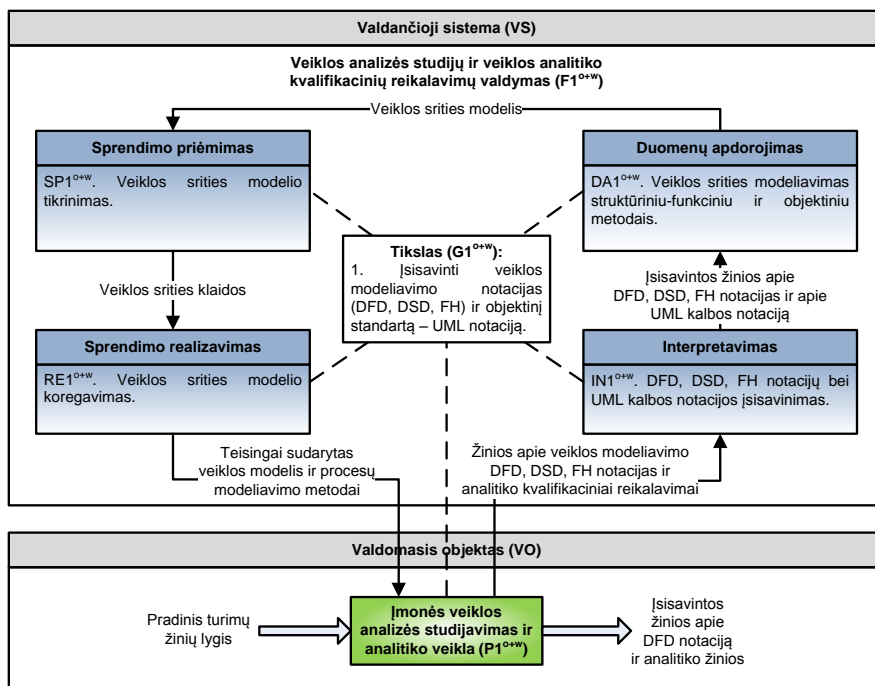 Valdančioji sistema (VS)
Veiklos analizės studijų ir veiklos analitiko
kvalifikacinių reikalavimų valdymas (F1ᵒ⁺ʷ)
Veiklos srities modelis
Sprendimo priėmimas
SP1ᵒ⁺ʷ. Veiklos srities modelio
tikrinimas.
Duomenų apdorojimas
DA1ᵒ⁺ʷ. Veiklos srities modeliavimas
struktūriniu-funkciniu ir objektiniu
metodais.
Tikslas (G1ᵒ⁺ʷ):
1. Įsisavinti veiklos
modeliavimo notacijas
(DFD, DSD, FH) ir objektinį
standartą – UML notaciją.
Veiklos srities klaidos
Įsisavintos žinios apie
DFD, DSD, FH notacijas ir apie
UML kalbos notaciją
Sprendimo realizavimas
RE1ᵒ⁺ʷ. Veiklos srities modelio
koregavimas.
Interpretavimas
IN1ᵒ⁺ʷ. DFD, DSD, FH notacijų bei
UML kalbos notacijos įsisavinimas.
Teisingai sudarytas
veiklos modelis ir procesų
modeliavimo metodai
Žinios apie veiklos modeliavimo
DFD, DSD, FH notacijas ir
analitiko kvalifikaciniai reikalavimai
Valdomasis objektas (VO)
Pradinis turimų
žinių lygis
Įmonės veiklos
analizės studijavimas ir
analitiko veikla (P1ᵒ⁺ʷ)
Įsisavintos
žinios apie
DFD notaciją
ir analitiko žinios